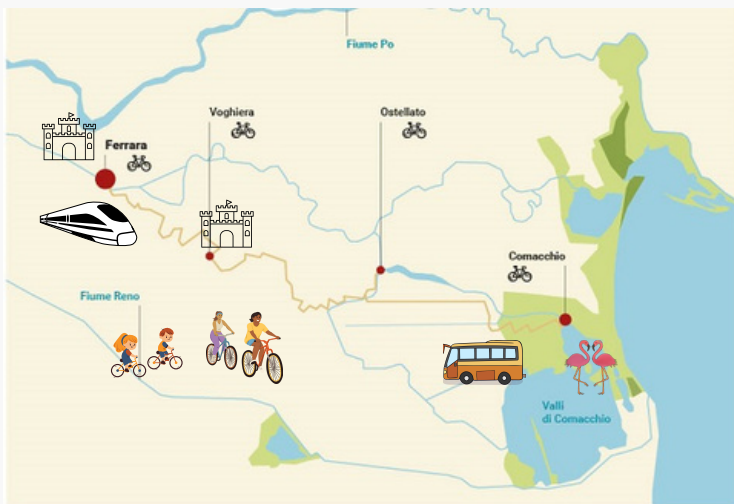 Fiume Po
Voghiera
Ostellato
Ferrara
Comacchio
Fiume Reno
Valli
di Comacchio